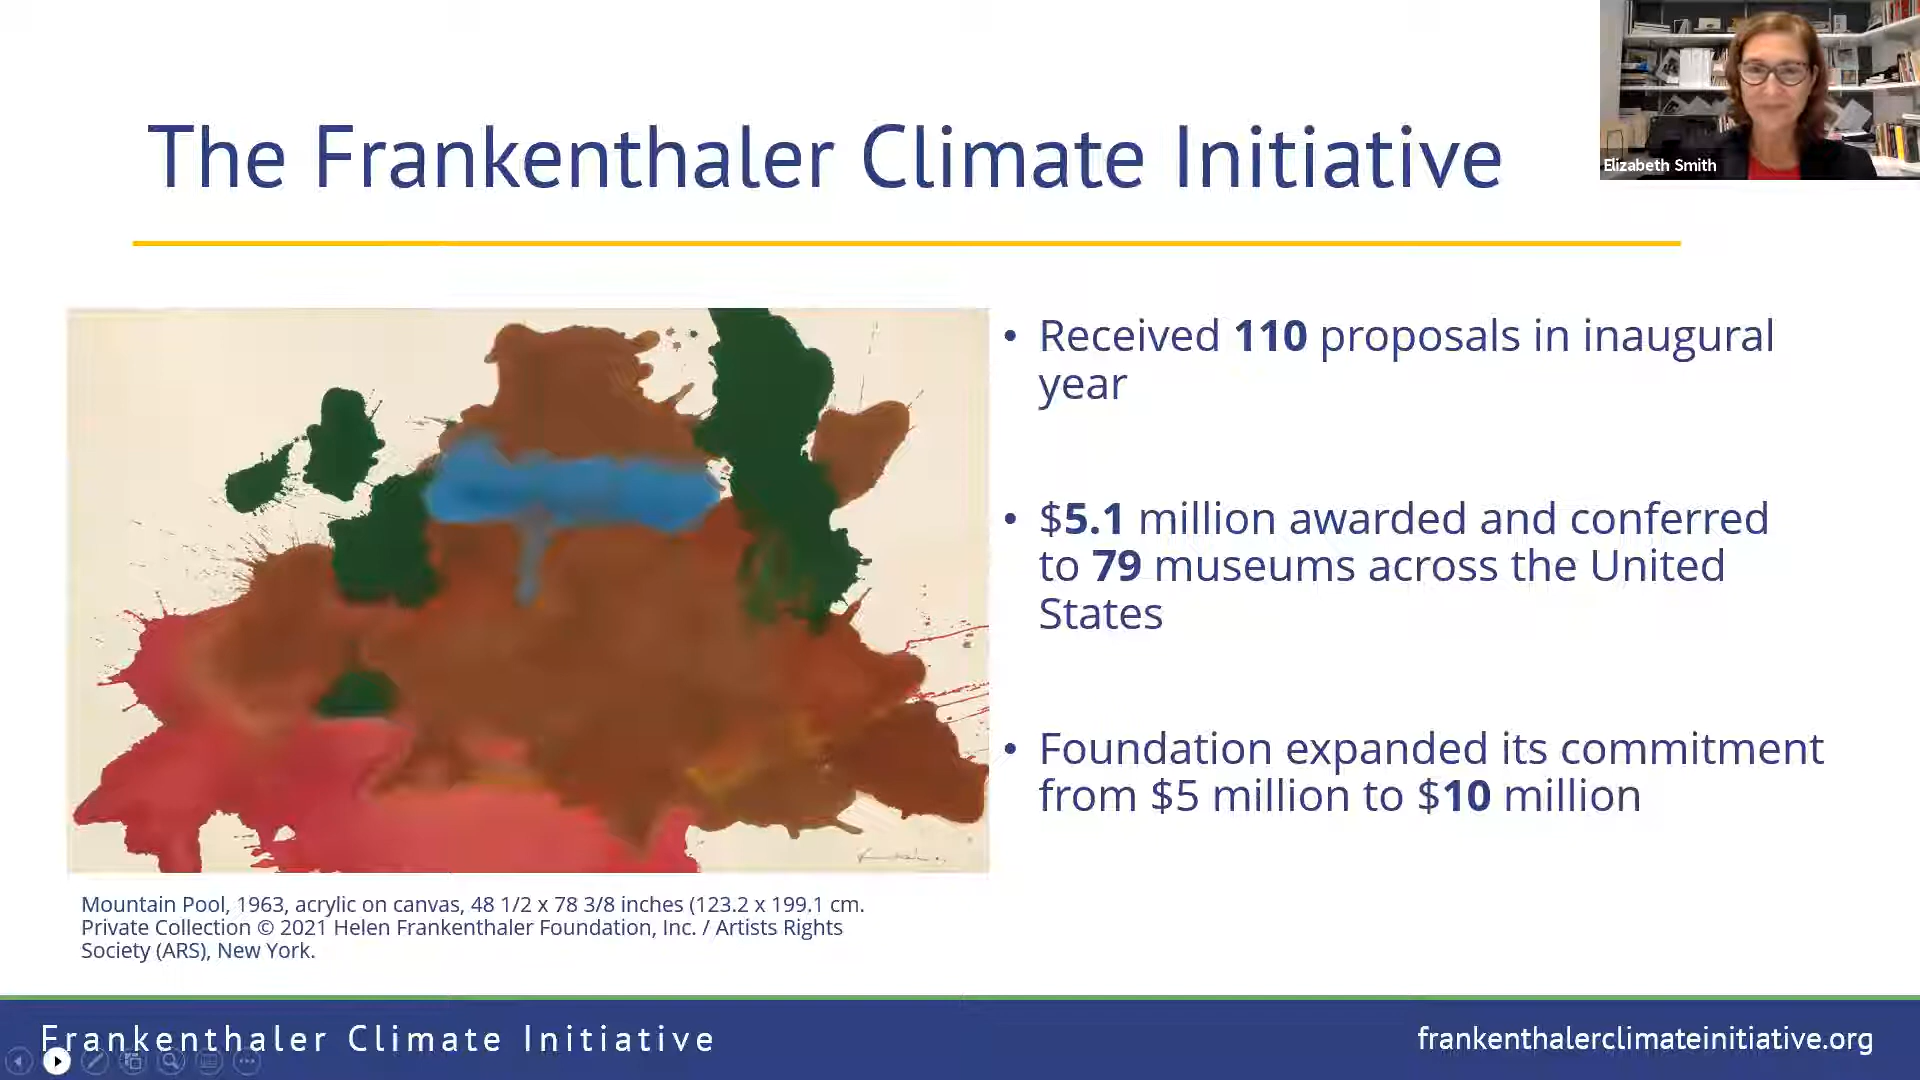 The Frankenthaler Climate Initiative
Elizabeth Smith
• Received 110 proposals in inaugural
year
• $5.1 million awarded and conferred
to 79 museums across the United
States
• Foundation expanded its commitment
from $5 million to $10 million
Mountain Pool, 1963, acrylic on canvas, 48 1/2 x 78 3/8 inches (123.2 x 199.1 cm.
Private Collection © 2021 Helen Frankenthaler Foundation, Inc. / Artists Rights
Society (ARS), New York.
Frankenthaler Climate Initiative
frankenthalerclimateinitiative.org